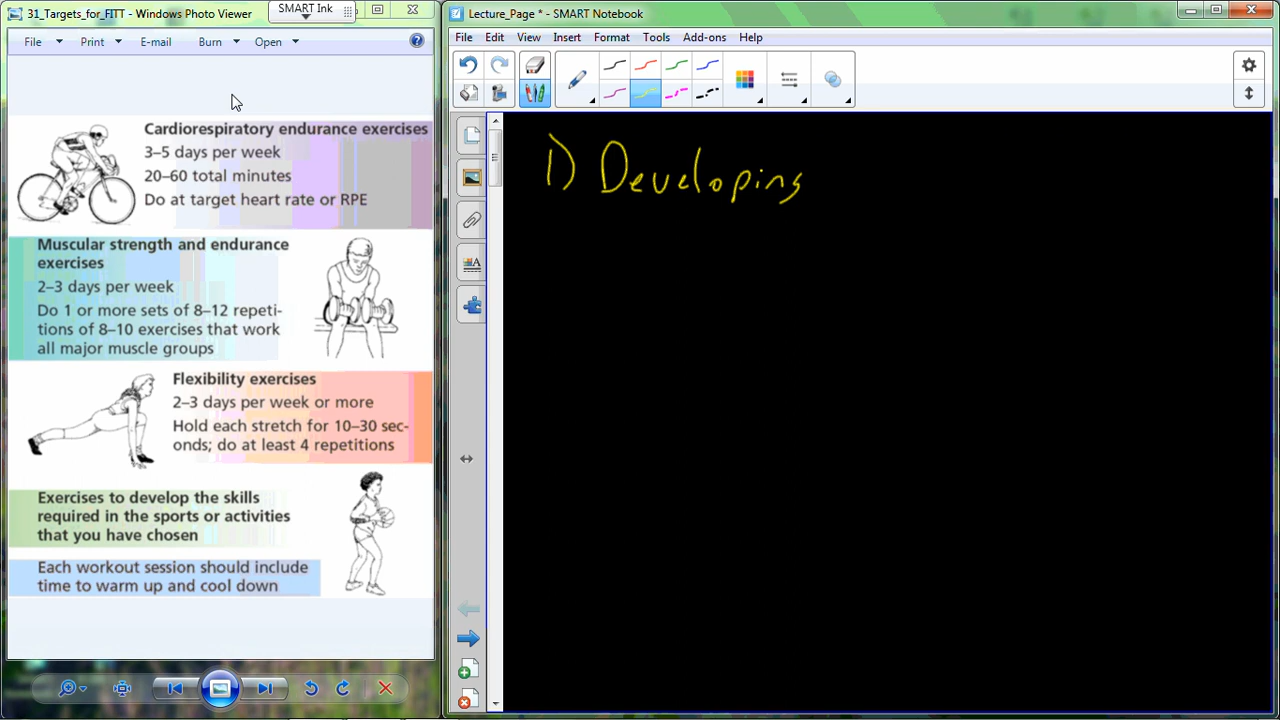 31_Targets_for_FITT - Windows Photo Viewer
SMART Ink
File Print E-mail Burn Open
Cardiorespiratory endurance exercises
3–5 days per week
20–60 total minutes
Do at target heart rate or RPE
Muscular strength and endurance
exercises
2–3 days per week
Do 1 or more sets of 8–12 repeti-
tions of 8–10 exercises that work
all major muscle groups
Flexibility exercises
2–3 days per week or more
Hold each stretch for 10–30 sec-
onds; do at least 4 repetitions
Exercises to develop the skills
required in the sports or activities
that you have chosen
Each workout session should include
time to warm up and cool down
Lecture_Page * - SMART Notebook
File Edit View Insert Format Tools Add-ons Help
1) Developing